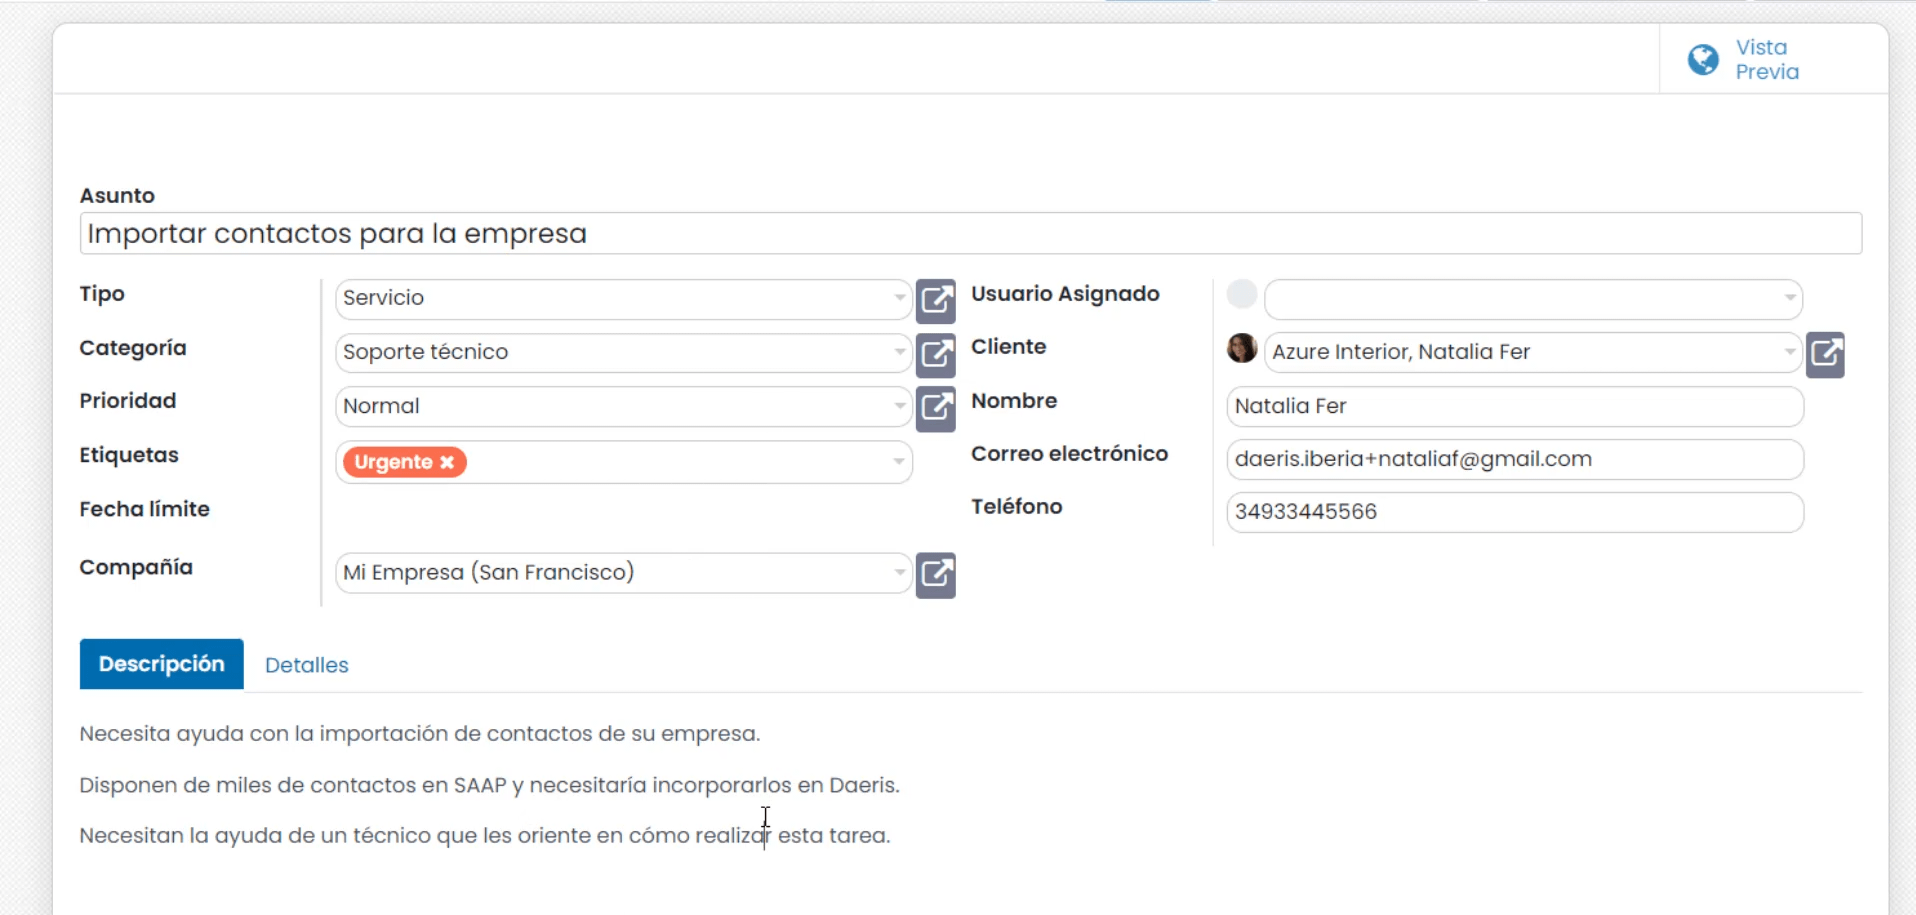 Vista
Previa
Asunto
Importar contactos para la empresa
Tipo
Servicio
Usuario Asignado
Categoría
Soporte técnico
Cliente
Azure Interior, Natalia Fer
Prioridad
Normal
Nombre
Natalia Fer
Etiquetas
Urgente ×
Correo electrónico
daeris.iberia+nataliaf@gmail.com
Fecha límite
Teléfono
34933445566
Compañía
Mi Empresa (San Francisco)
Descripción
Detalles
Necesita ayuda con la importación de contactos de su empresa.
Disponen de miles de contactos en SAAP y necesitaría incorporarlos en Daeris.
Necesitan la ayuda de un técnico que les oriente en cómo realizar esta tarea.